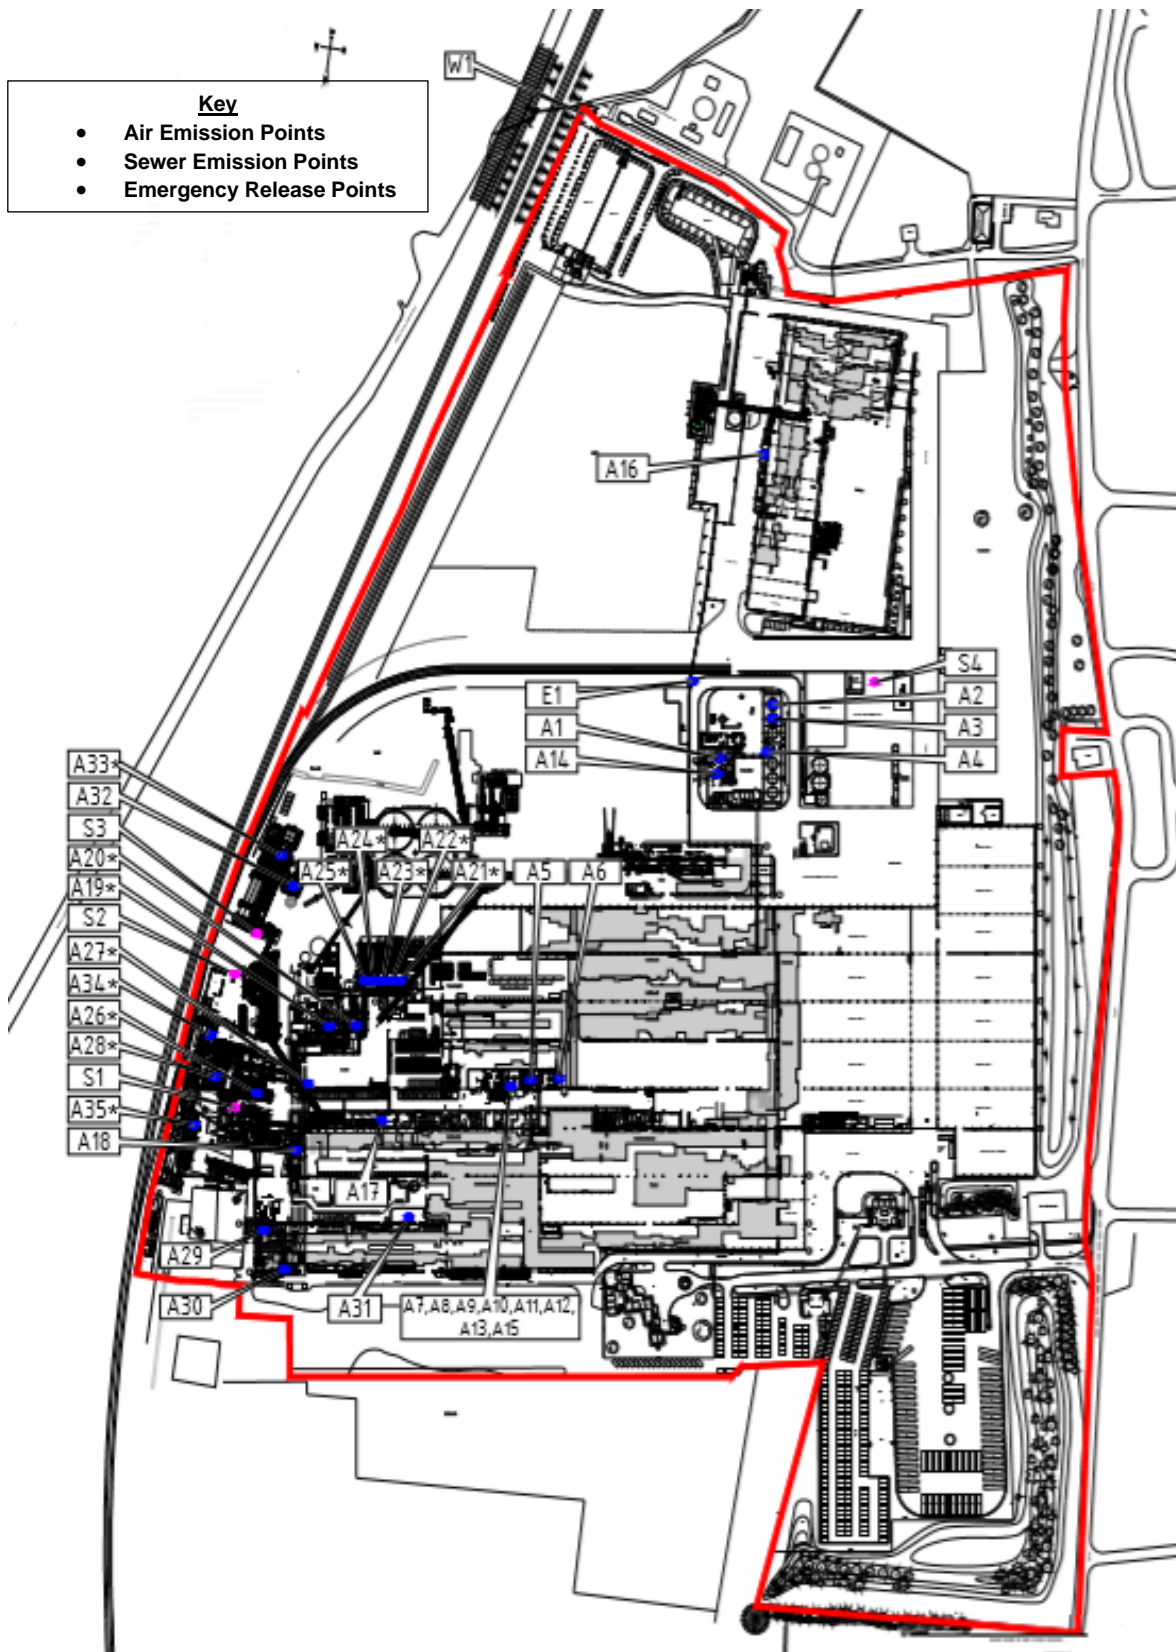 W1
Key
• Air Emission Points
• Sewer Emission Points
• Emergency Release Points
A16
S4
E1
A2
A1
A3
A14
A4
A33*
A32
S3
A20*
A19*
S2
A27*
A34*
A26*
A28*
S1
A35*
A18
A24*
A22*
A25*
A23*
A21*
A5
A6
A17
A29
A30
A31
A7,A8,A9,A10,A11,A12,
A13,A15